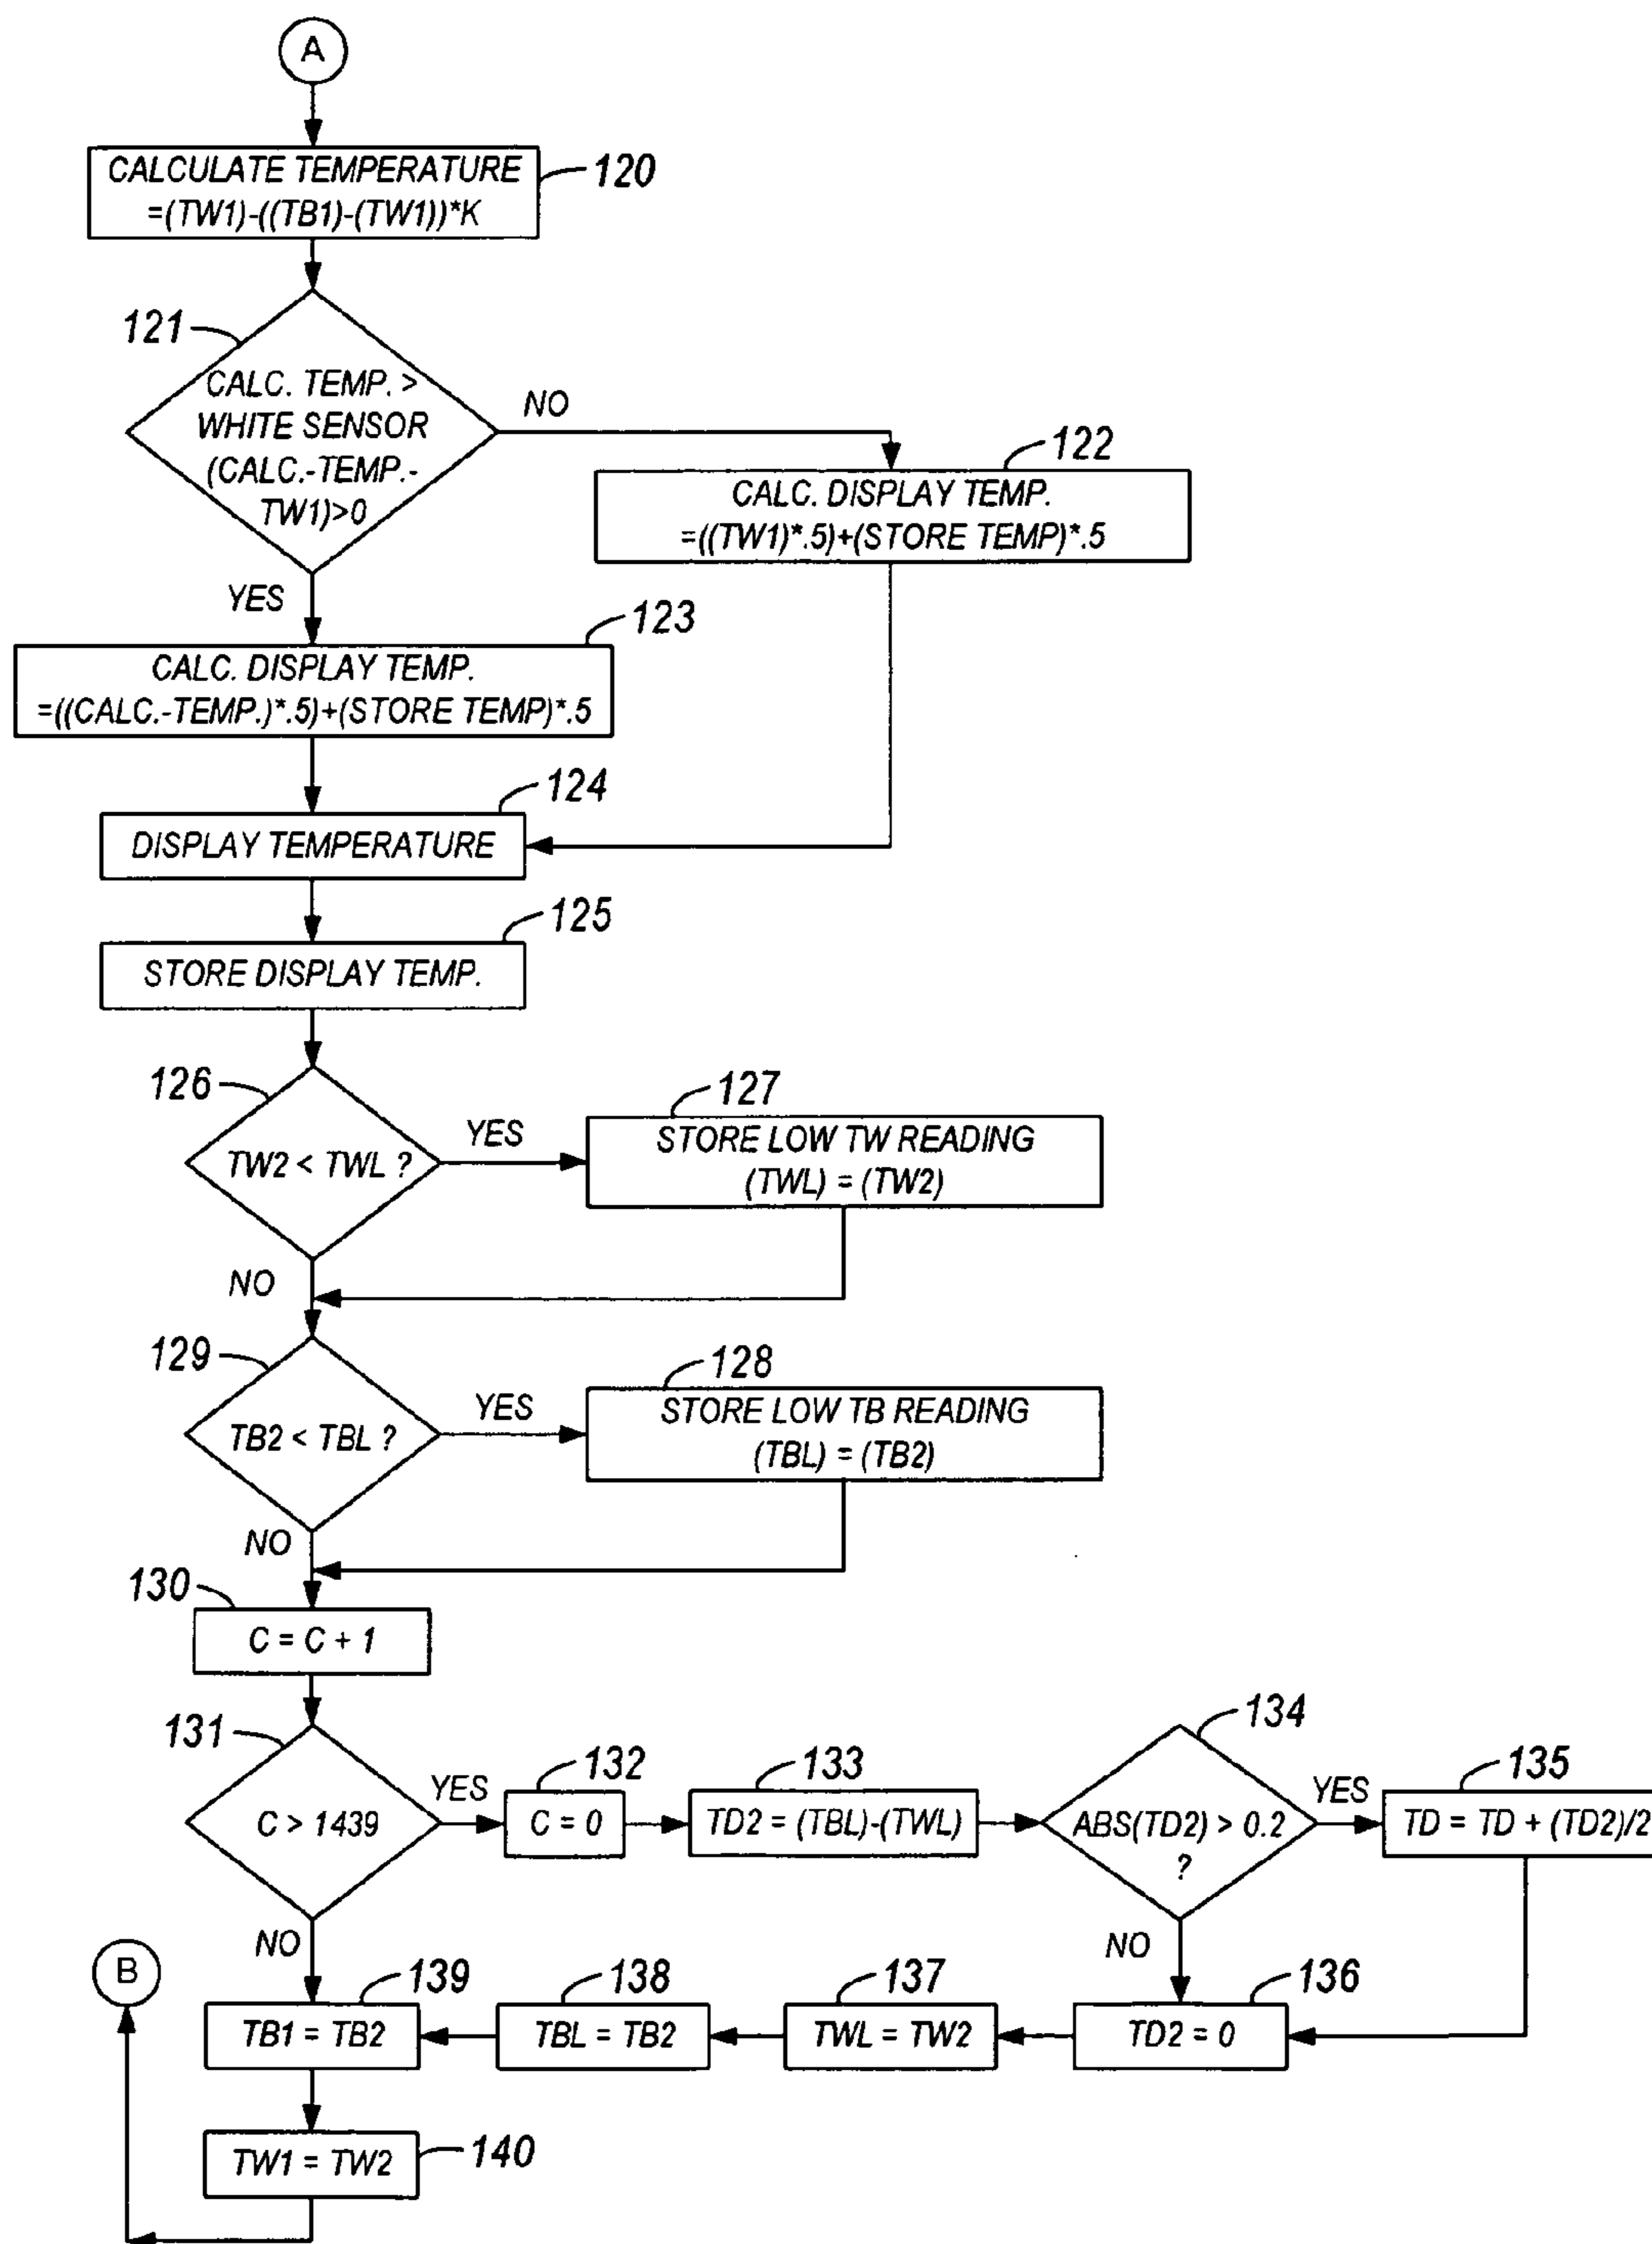 A
CALCULATE TEMPERATURE
=(TW1)-((TB1)-(TW1))*K
120
121
CALC. TEMP. >
WHITE SENSOR
(CALC.-TEMP.-
TW1)>0
NO
122
CALC. DISPLAY TEMP.
=((TW1)*.5)+(STORE TEMP)*.5
YES
123
CALC. DISPLAY TEMP.
=((CALC.-TEMP.)*.5)+(STORE TEMP)*.5
124
DISPLAY TEMPERATURE
125
STORE DISPLAY TEMP.
126
TW2 < TWL ?
YES
127
STORE LOW TW READING
(TWL) = (TW2)
NO
129
TB2 < TBL ?
YES
128
STORE LOW TB READING
(TBL) = (TB2)
NO
130
C = C + 1
131
C > 1439
YES
132
C = 0
133
TD2 = (TBL)-(TWL)
134
ABS(TD2) > 0.2
?
YES
135
TD = TD + (TD2)/2
NO
NO
B
139
TB1 = TB2
138
TBL = TB2
137
TWL = TW2
136
TD2 = 0
TW1 = TW2
140